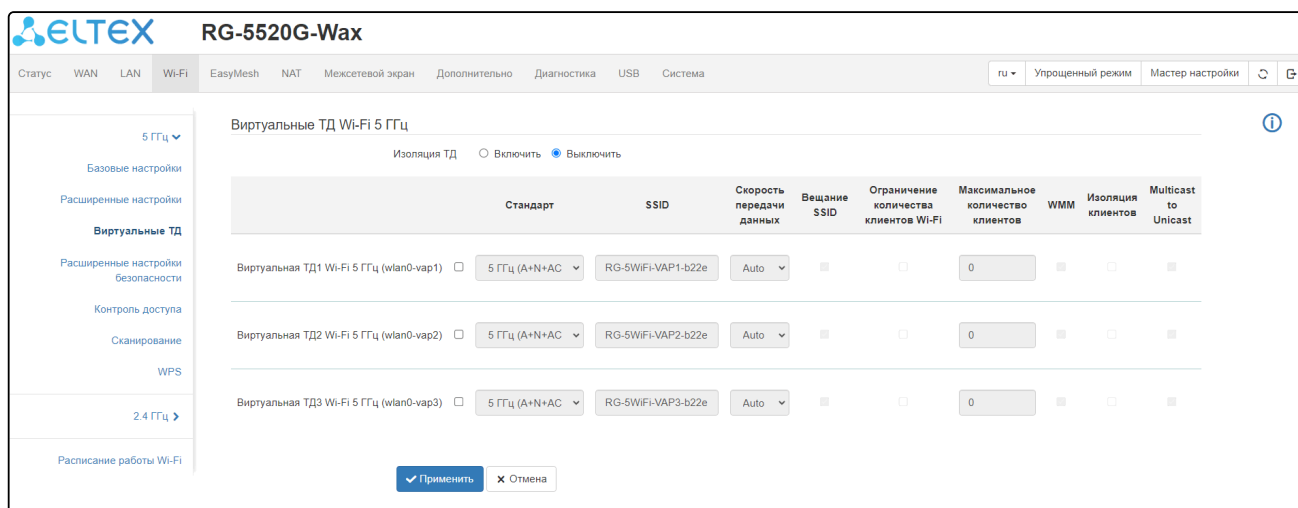 ELTEX RG-5520G-Wax
Статус WAN LAN Wi-Fi EasyMesh NAT Межсетевой экран Дополнительно Диагностика USB Система ru Упрощенный режим Мастер настройки
5 ГГц
Базовые настройки
Расширенные настройки
Виртуальные ТД
Расширенные настройки
безопасности
Контроль доступа
Сканирование
WPS
2.4 ГГц
Расписание работы Wi-Fi
Виртуальные ТД Wi-Fi 5 ГГц
Изоляция ТД Включить Выключить
Стандарт
SSID
Скорость
передачи
данных
Вещание
SSID
Ограничение
количества
клиентов Wi-Fi
Максимальное
количество
клиентов
WMM
Изоляция
клиентов
Multicast
to
Unicast
Виртуальная ТД1 Wi-Fi 5 ГГц (wlan0-vap1) 5 ГГц (A+N+AC RG-5WiFi-VAP1-b22e Auto 0
Виртуальная ТД2 Wi-Fi 5 ГГц (wlan0-vap2) 5 ГГц (A+N+AC RG-5WiFi-VAP2-b22e Auto 0
Виртуальная ТД3 Wi-Fi 5 ГГц (wlan0-vap3) 5 ГГц (A+N+AC RG-5WiFi-VAP3-b22e Auto 0
Применить Отмена